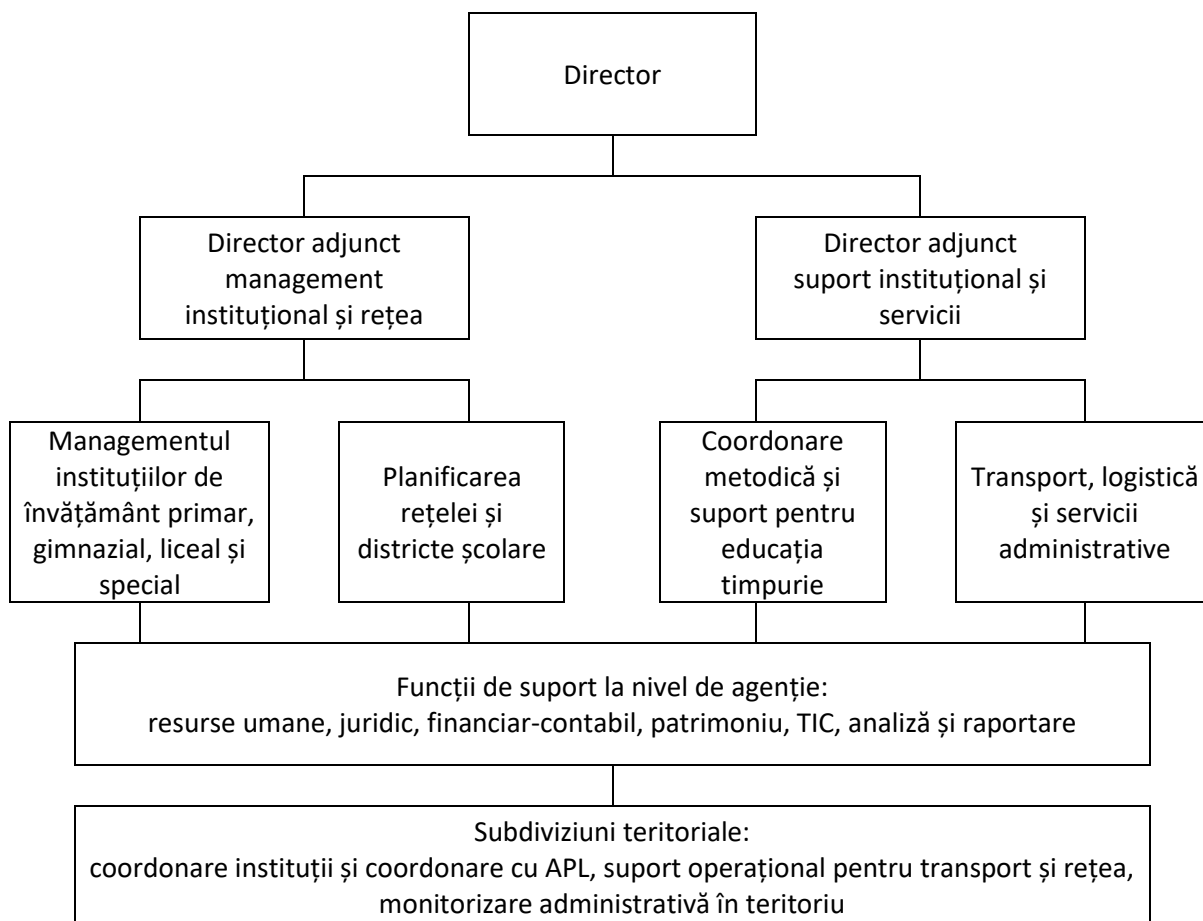 Director
Director adjunct
management
instituțional și rețea
Director adjunct
suport instituțional și
servicii
Managementul
instituțiilor de
învățământ primar,
gimnazial, liceal și
special
Planificarea
rețelei și
districte școlare
Coordonare
metodică și
suport pentru
educația
timpurie
Transport, logistică
și servicii
administrative
Funcții de suport la nivel de agenție:
resurse umane, juridic, financiar-contabil, patrimoniu, TIC, analiză și raportare
Subdiviziuni teritoriale:
coordonare instituții și coordonare cu APL, suport operațional pentru transport și rețea,
monitorizare administrativă în teritoriu